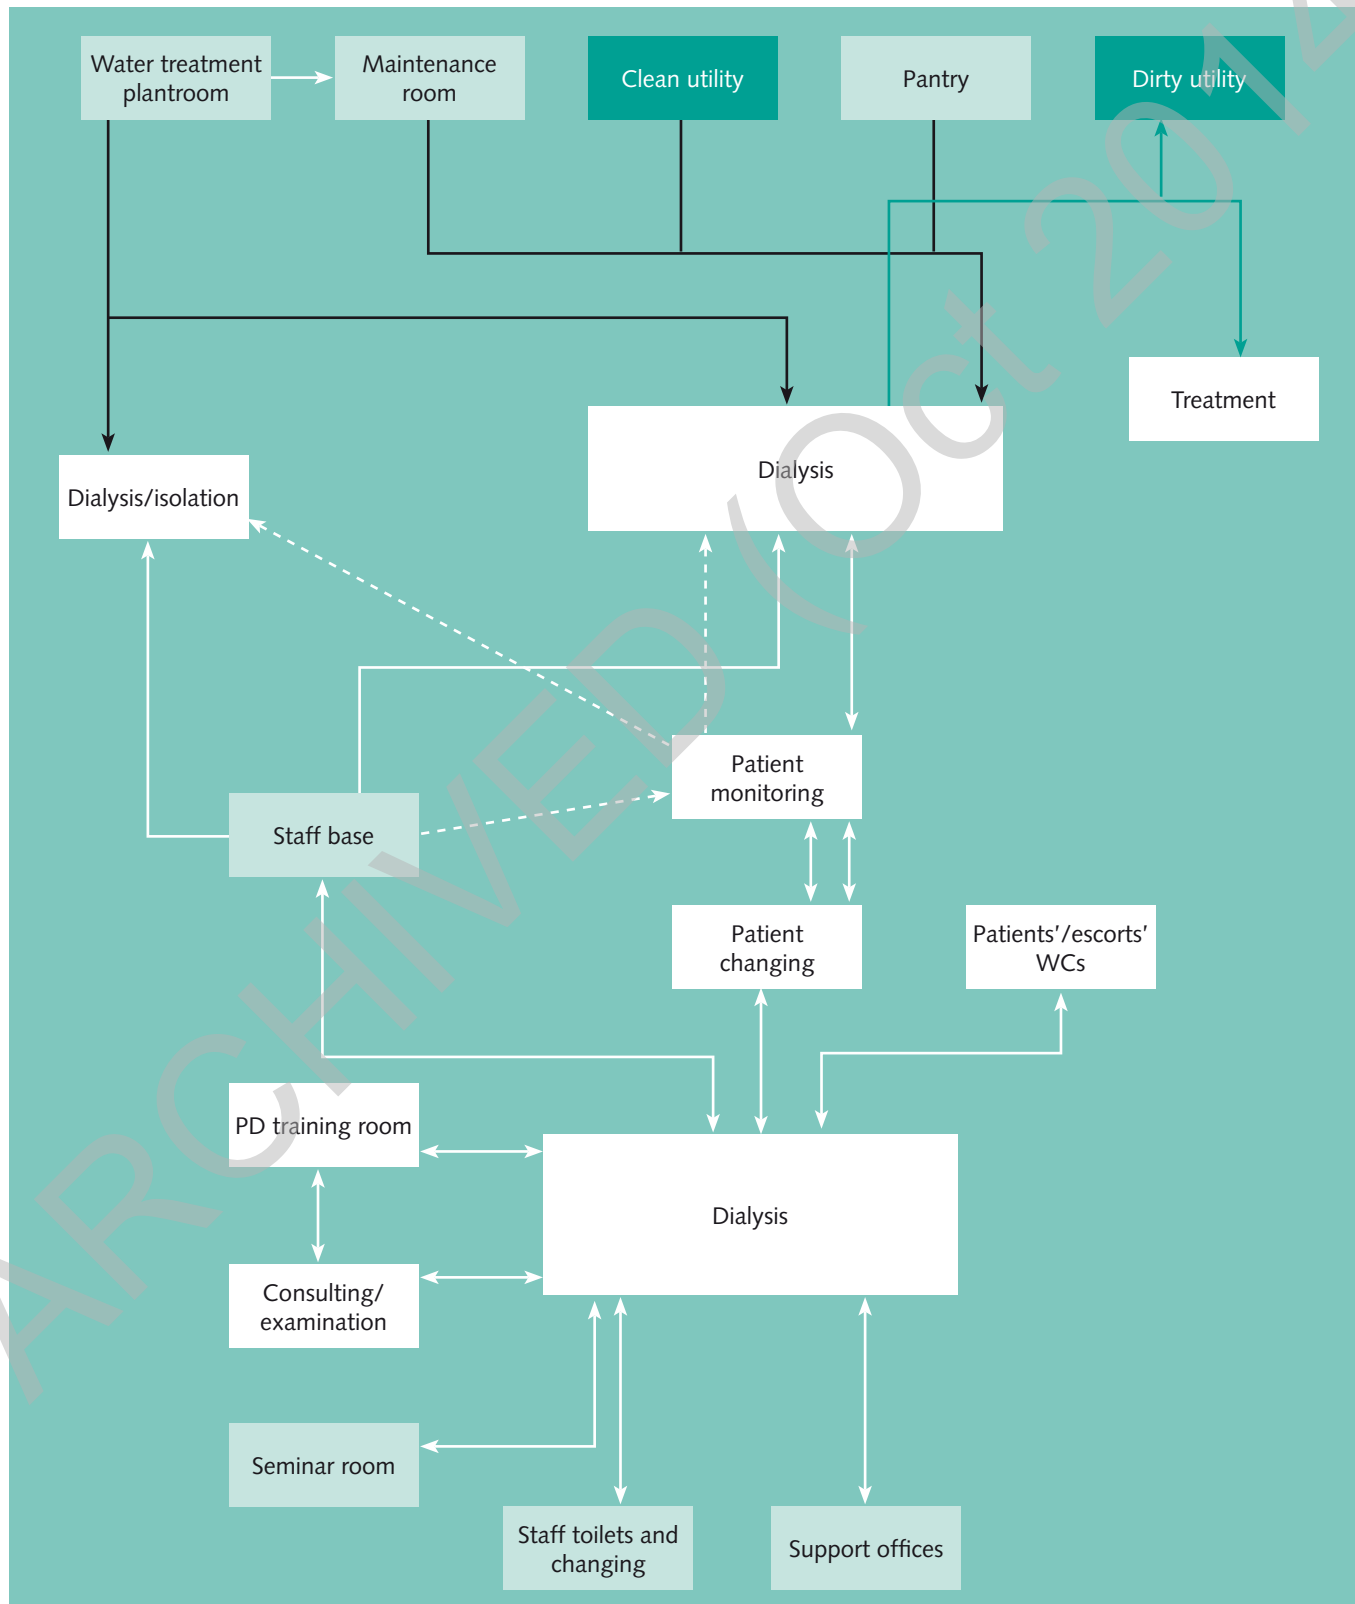 Water treatment
plantroom
Maintenance
room
Clean utility
Pantry
Dirty utility
Treatment
Dialysis
Dialysis/isolation
Patient
monitoring
Staff base
Patient
changing
Patients’/escorts’
WCs
PD training room
Dialysis
Consulting/
examination
Seminar room
Staff toilets and
changing
Support offices
ARCHIVED (Oct 2014